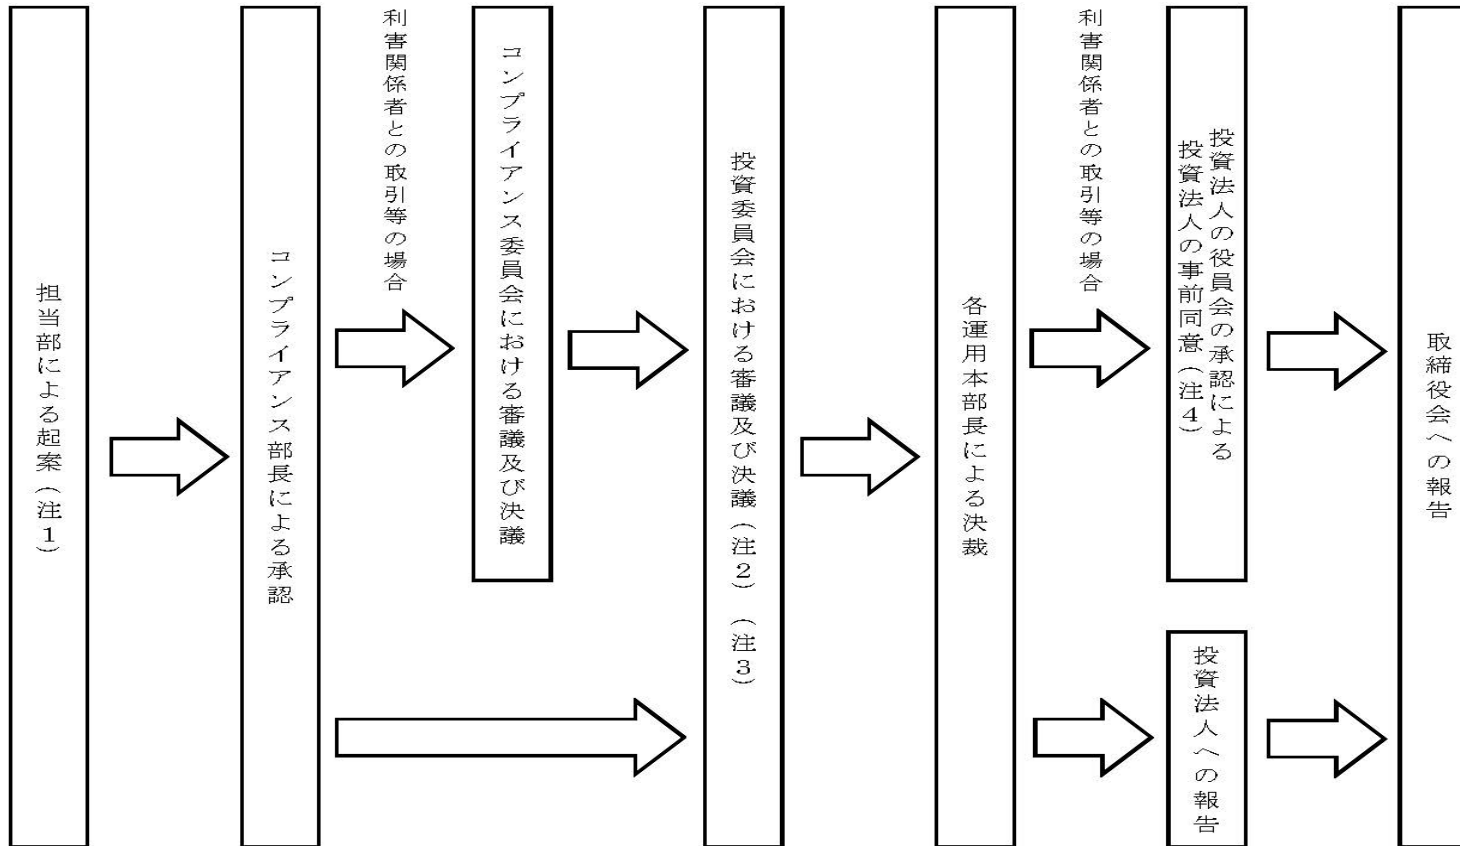 担当部による起案（注１）
コンプライアンス部長による承認
利害関係者との取引等の場合
コンプライアンス委員会における審議及び決議
投資委員会における審議及び決議（注２）（注３）
各運用本部長による決裁
利害関係者との取引等の場合
投資法人の役員会の承認による
投資法人の事前同意（注４）
投資法人への報告
取締役会への報告